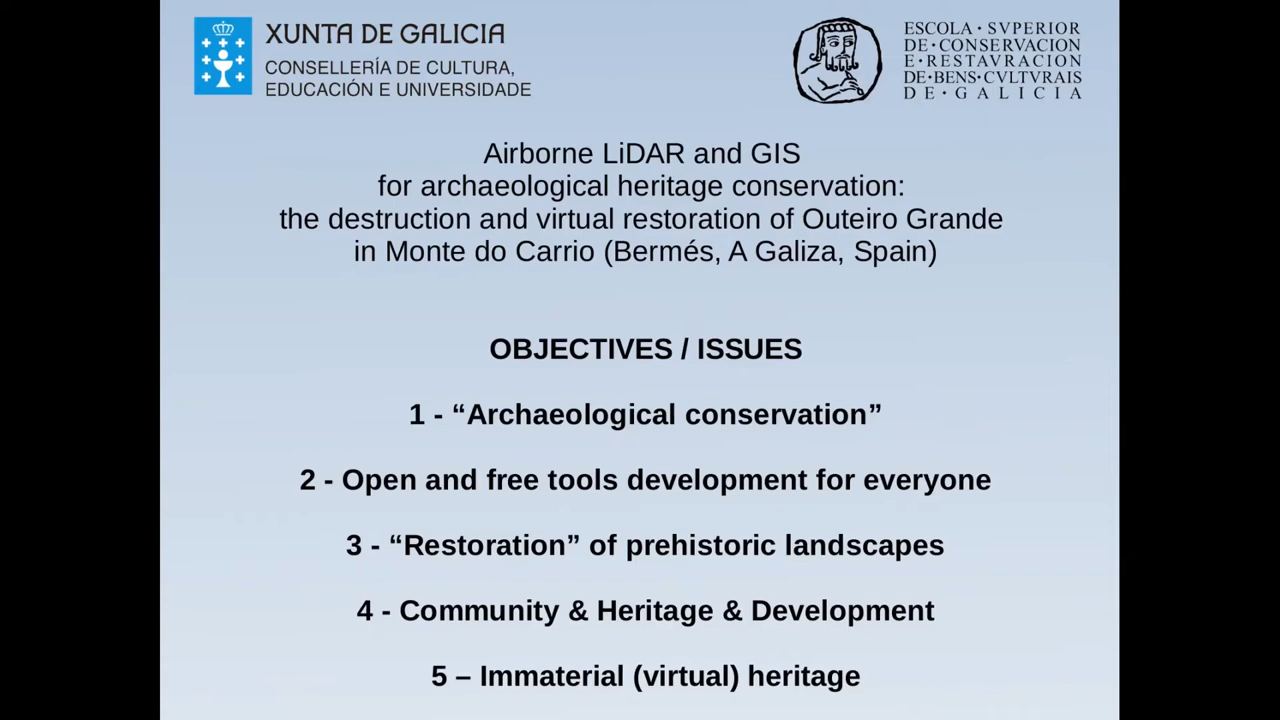 XUNTA DE GALICIA
CONSELLERÍA DE CULTURA,
EDUCACIÓN E UNIVERSIDADE
ESCOLA · SVPERIOR
DE · CONSERVACION
E · RESTAVRACION
DE · BENS · CVLTVRAIS
DE · GALICIA
Airborne LiDAR and GIS
for archaeological heritage conservation:
the destruction and virtual restoration of Outeiro Grande
in Monte do Carrio (Bermés, A Galiza, Spain)
OBJECTIVES / ISSUES
1 - “Archaeological conservation”
2 - Open and free tools development for everyone
3 - “Restoration” of prehistoric landscapes
4 - Community & Heritage & Development
5 – Immaterial (virtual) heritage